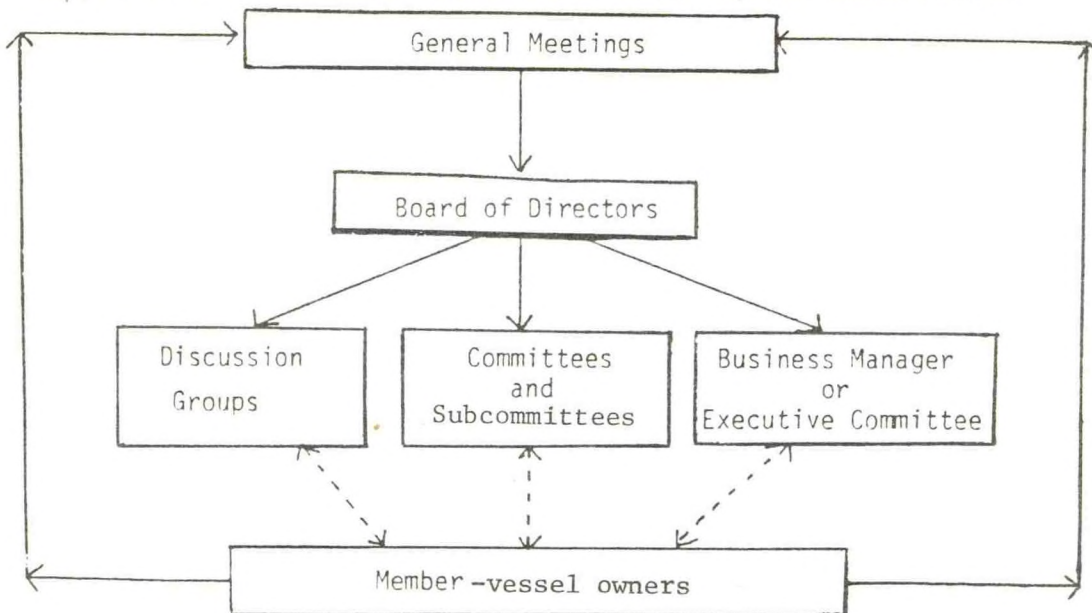 General Meetings
Board of Directors
Discussion
Groups
Committees
and
Subcommittees
Business Manager
or
Executive Committee
Member-vessel owners